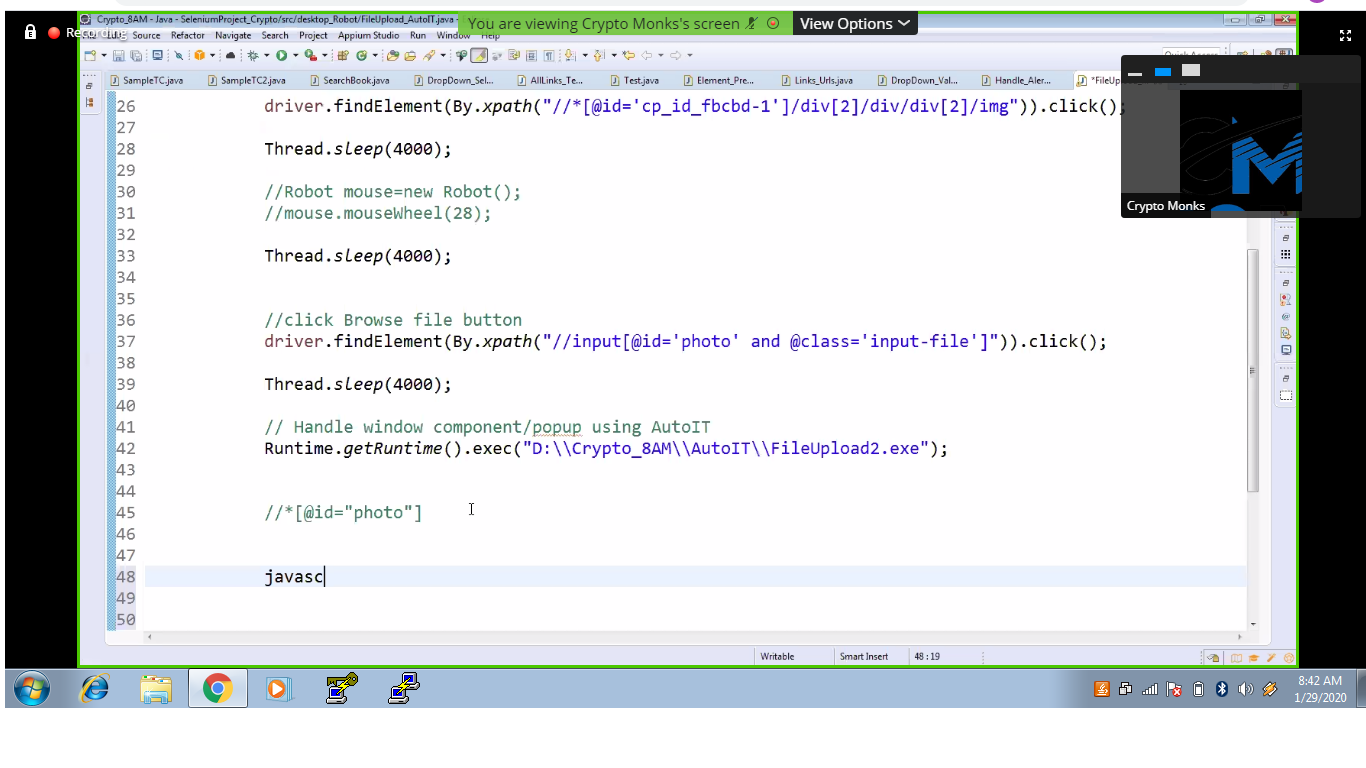 Crypto_8AM - Java - SeleniumProject_Crypto/src/desktop_Robot/FileUpload_AutoIT.java -
You are viewing Crypto Monks's screen
View Options
Recording
Source Refactor Navigate Search Project Appium Studio Run Window Help
SampleTC.java SampleTC2.java SearchBook.java DropDown_Sel... AllLinks_Te... Test.java Element_Pre... Links_Urls.java DropDown_Val... Handle_Aler...
26 driver.findElement(By.xpath("//*[@id='cp_id_fbcbd-1']/div[2]/div/div[2]/img")).click();
27
28 Thread.sleep(4000);
29
30 //Robot mouse=new Robot();
31 //mouse.mouseWheel(28);
32
33 Thread.sleep(4000);
34
35
36 //click Browse file button
37 driver.findElement(By.xpath("//input[@id='photo' and @class='input-file']")).click();
38
39 Thread.sleep(4000);
40
41 // Handle window component/popup using AutoIT
42 Runtime.getRuntime().exec("D:\\Crypto_8AM\\AutoIT\\FileUpload2.exe");
43
44
45 //*[@id="photo"]
46
47
48 javasc
49
50
Crypto Monks
Writable Smart Insert 48 : 19
8:42 AM
1/29/2020